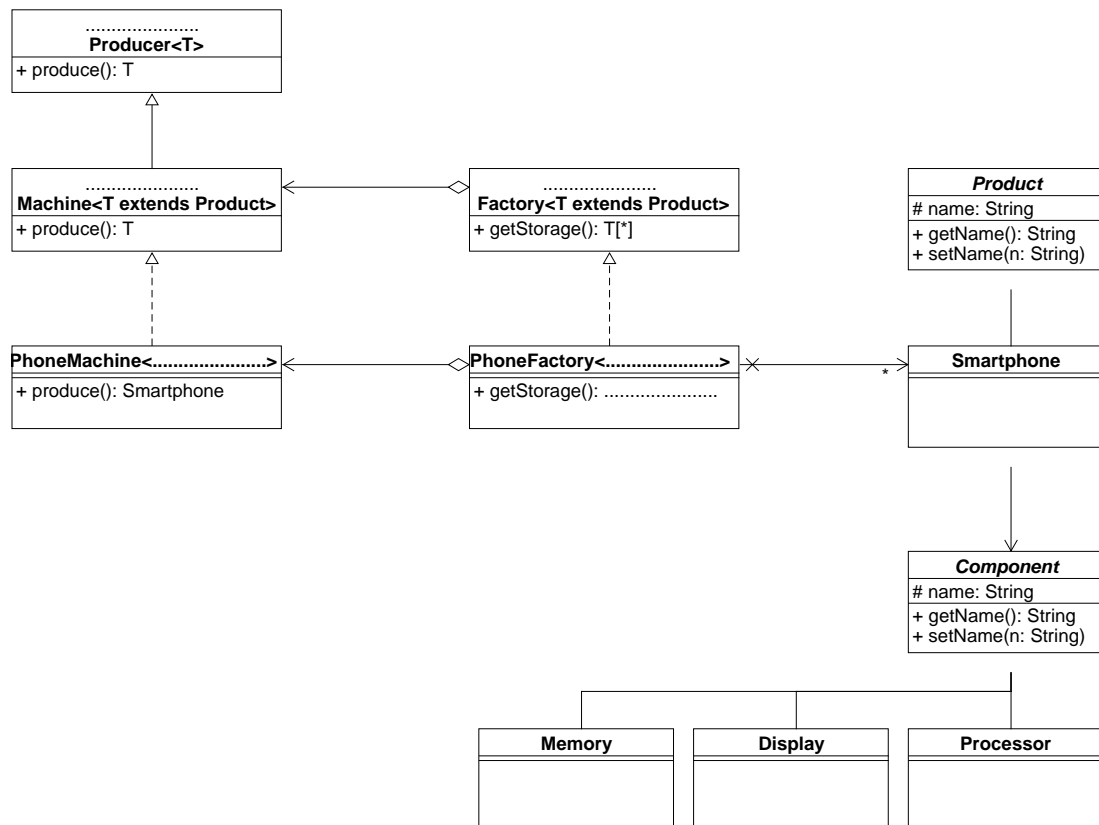 ......................
Producer<T>
+ produce(): T
......................
Machine<T extends Product>
+ produce(): T
......................
Factory<T extends Product>
+ getStorage(): T[*]
Product
# name: String
+ getName(): String
+ setName(n: String)
PhoneMachine<.......................>
+ produce(): Smartphone
PhoneFactory<.......................>
+ getStorage(): ......................
*
Smartphone
Component
# name: String
+ getName(): String
+ setName(n: String)
Memory
Display
Processor